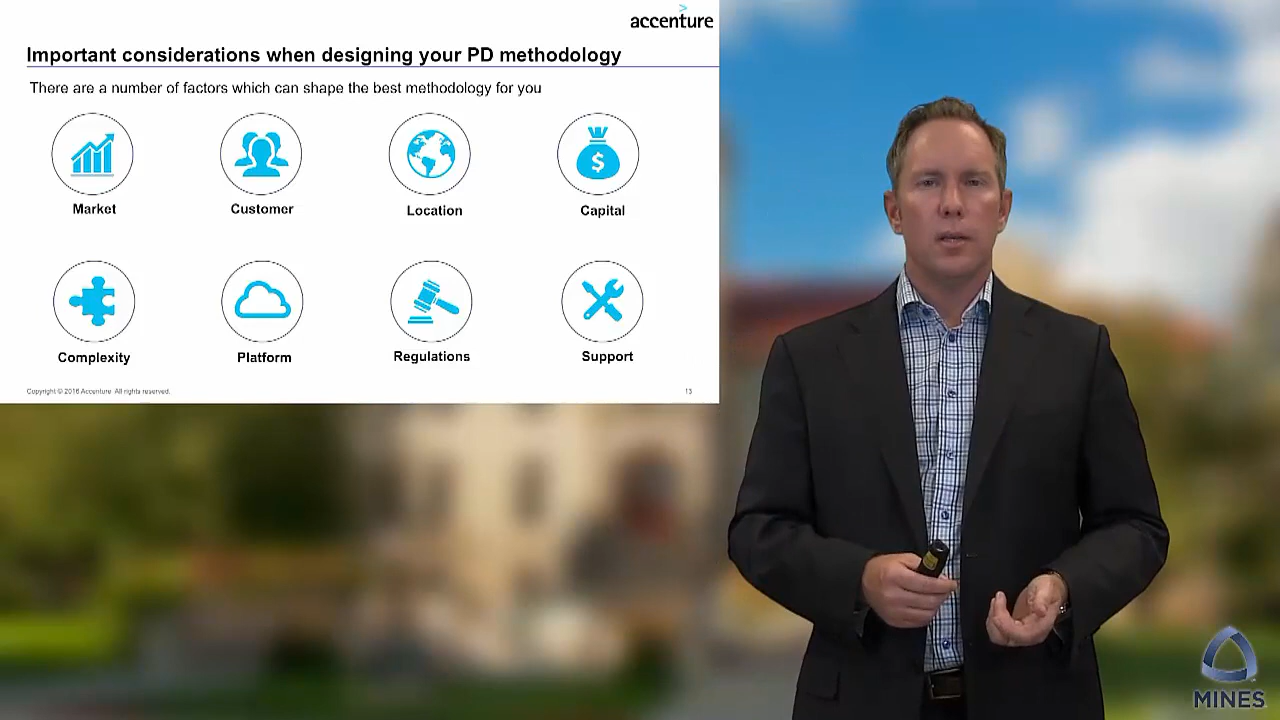 accenture
Important considerations when designing your PD methodology
There are a number of factors which can shape the best methodology for you
Market
Customer
Location
Capital
$
Complexity
Platform
Regulations
Support
Copyright © 2016 Accenture All rights reserved.
13
MINES